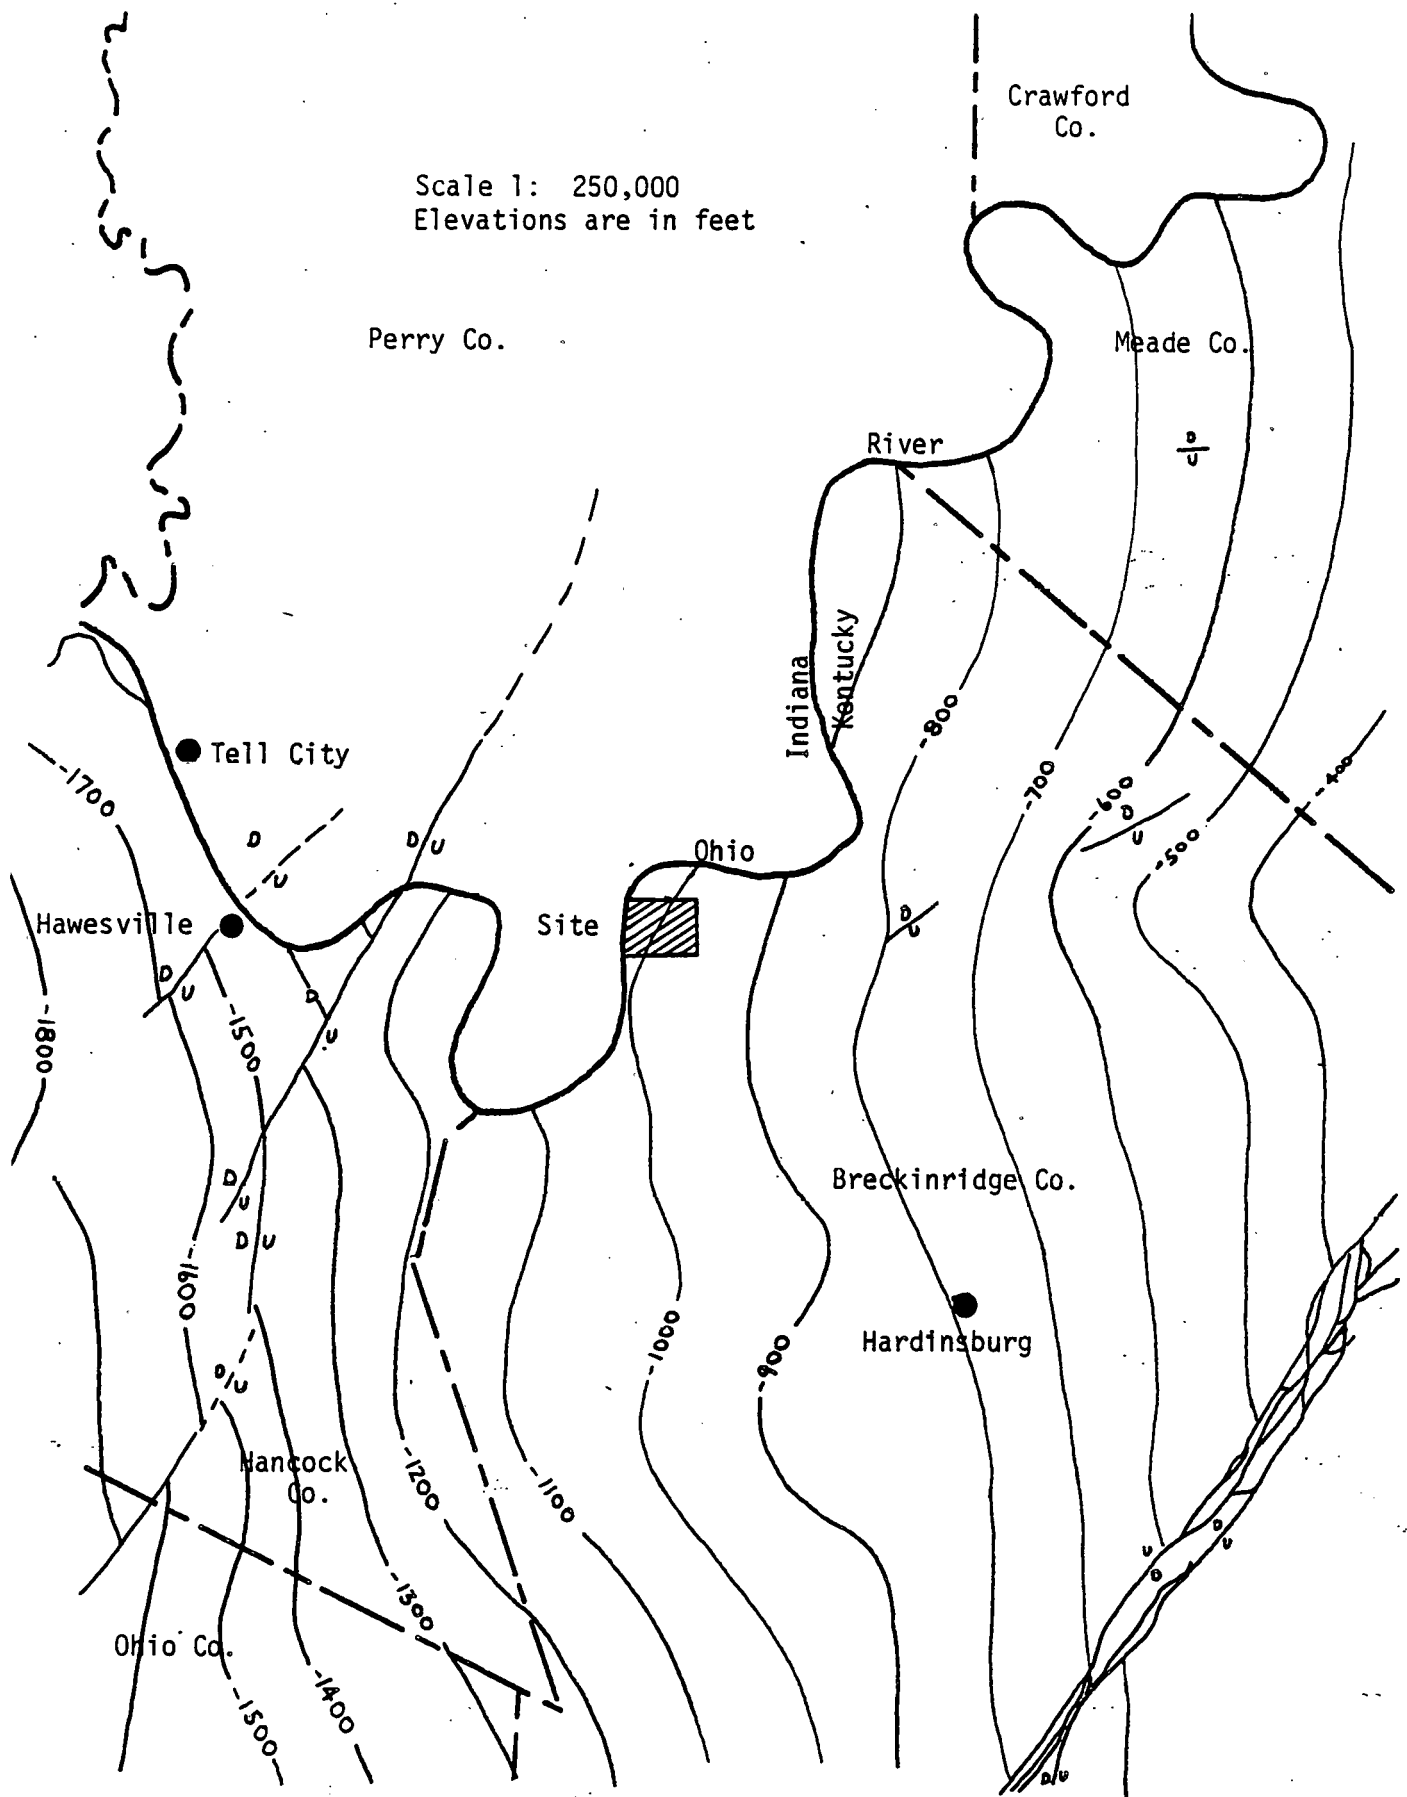 Crawford
Co.
Scale 1: 250,000
Elevations are in feet
Perry Co.
Meade Co.
D
U
River
Indiana
Kentucky
-800
-700
-600
D
U
-400
-500
Tell City
-1700
D
U
D U
Ohio
Hawesville
Site
D
U
D
U
-1800
-1500
D
U
D
U
D U
-1600
Breckinridge Co.
-1000
-900
Hardinsburg
D/U
Hancock
Co.
-1200
-1100
-1300
U
D
D
U
Ohio Co.
-1500
-1400
D/U